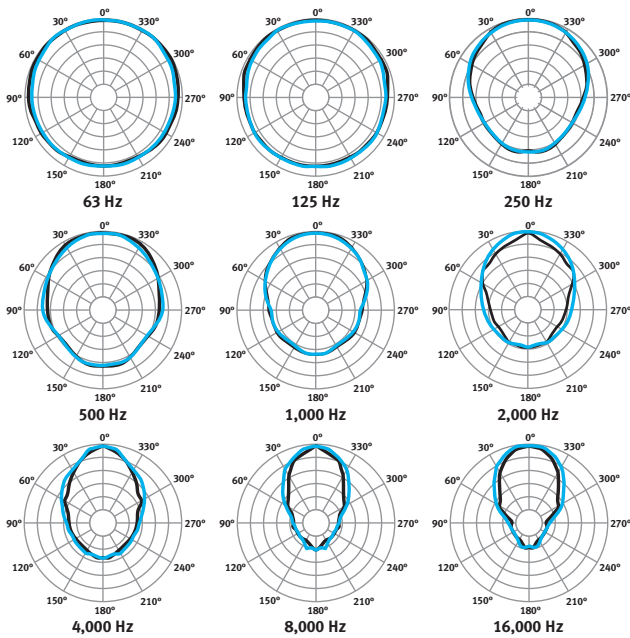 0° 0° 0°
30° 330° 30° 330° 30° 330°
60° 300° 60° 300° 60° 300°
90° 270° 90° 270° 90° 270°
120° 240° 120° 240° 120° 240°
150° 210° 150° 210° 150° 210°
180° 180° 180°
63 Hz 125 Hz 250 Hz
0° 0° 0°
30° 330° 30° 330° 30° 330°
60° 300° 60° 300° 60° 300°
90° 270° 90° 270° 90° 270°
120° 240° 120° 240° 120° 240°
150° 210° 150° 210° 150° 210°
180° 180° 180°
500 Hz 1,000 Hz 2,000 Hz
0° 0° 0°
30° 330° 30° 330° 30° 330°
60° 300° 60° 300° 60° 300°
90° 270° 90° 270° 90° 270°
120° 240° 120° 240° 120° 240°
150° 210° 150° 210° 150° 210°
180° 180° 180°
4,000 Hz 8,000 Hz 16,000 Hz